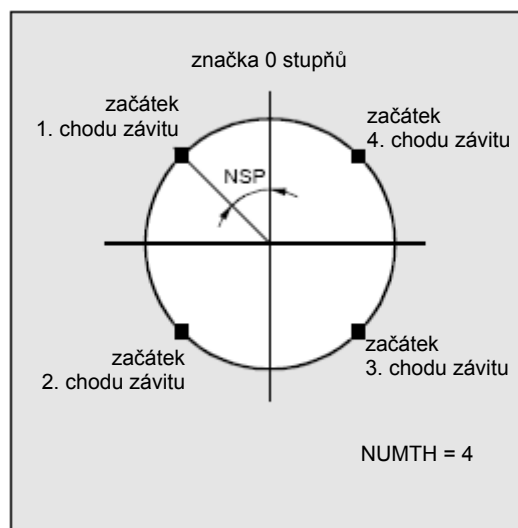 značka 0 stupňů
začátek
1. chodu závitu
začátek
4. chodu závitu
NSP
začátek
2. chodu závitu
začátek
3. chodu závitu
NUMTH = 4